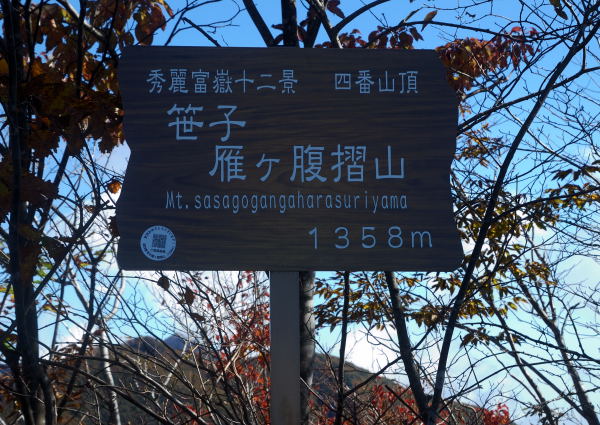 秀麗富嶽十二景　四番山頂
笹子
雁ヶ腹摺山
Mt.sasagogangaharasuriyama
1358m